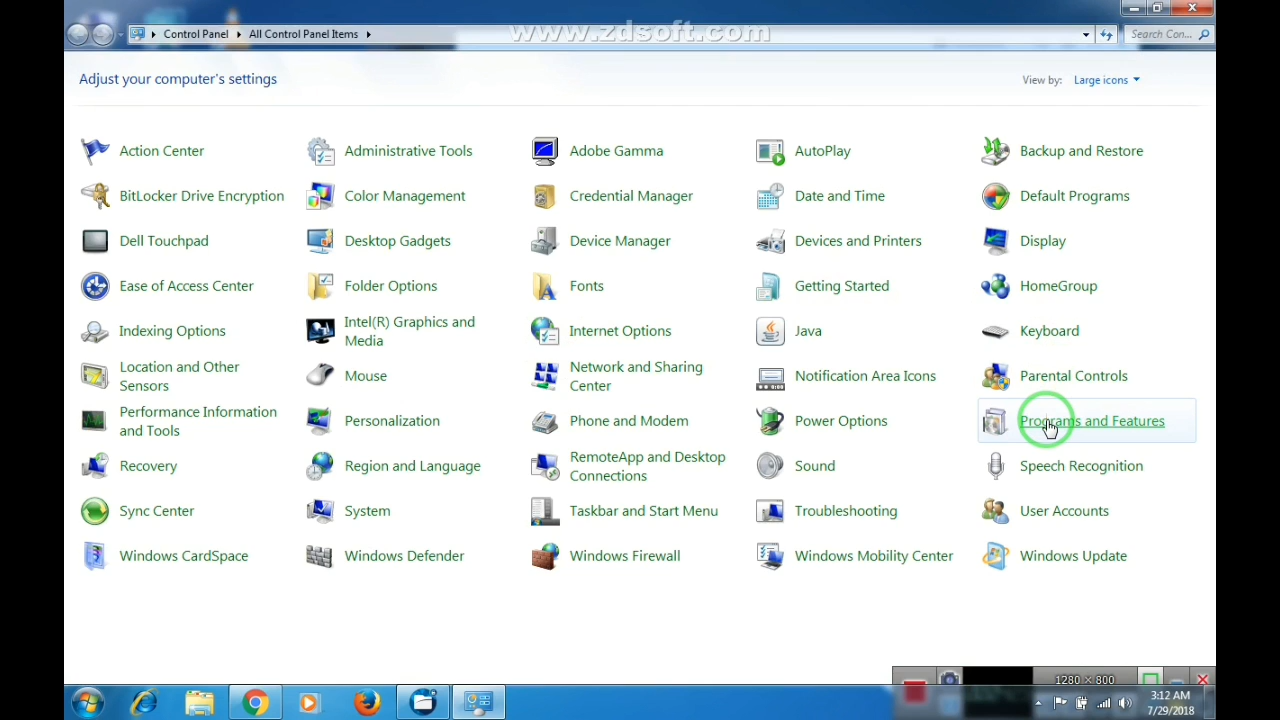 www.zdsoft.com
Control Panel
All Control Panel Items
Search Con...
Adjust your computer's settings
View by:
Large icons
Action Center
Administrative Tools
Adobe Gamma
AutoPlay
Backup and Restore
BitLocker Drive Encryption
Color Management
Credential Manager
Date and Time
Default Programs
Dell Touchpad
Desktop Gadgets
Device Manager
Devices and Printers
Display
Ease of Access Center
Folder Options
Fonts
Getting Started
HomeGroup
Indexing Options
Intel(R) Graphics and
Media
Internet Options
Java
Keyboard
Location and Other
Sensors
Mouse
Network and Sharing
Center
Notification Area Icons
Parental Controls
Performance Information
and Tools
Personalization
Phone and Modem
Power Options
Programs and Features
Recovery
Region and Language
RemoteApp and Desktop
Connections
Sound
Speech Recognition
Sync Center
System
Taskbar and Start Menu
Troubleshooting
User Accounts
Windows CardSpace
Windows Defender
Windows Firewall
Windows Mobility Center
Windows Update
1280 × 800
3:12 AM
7/29/2018